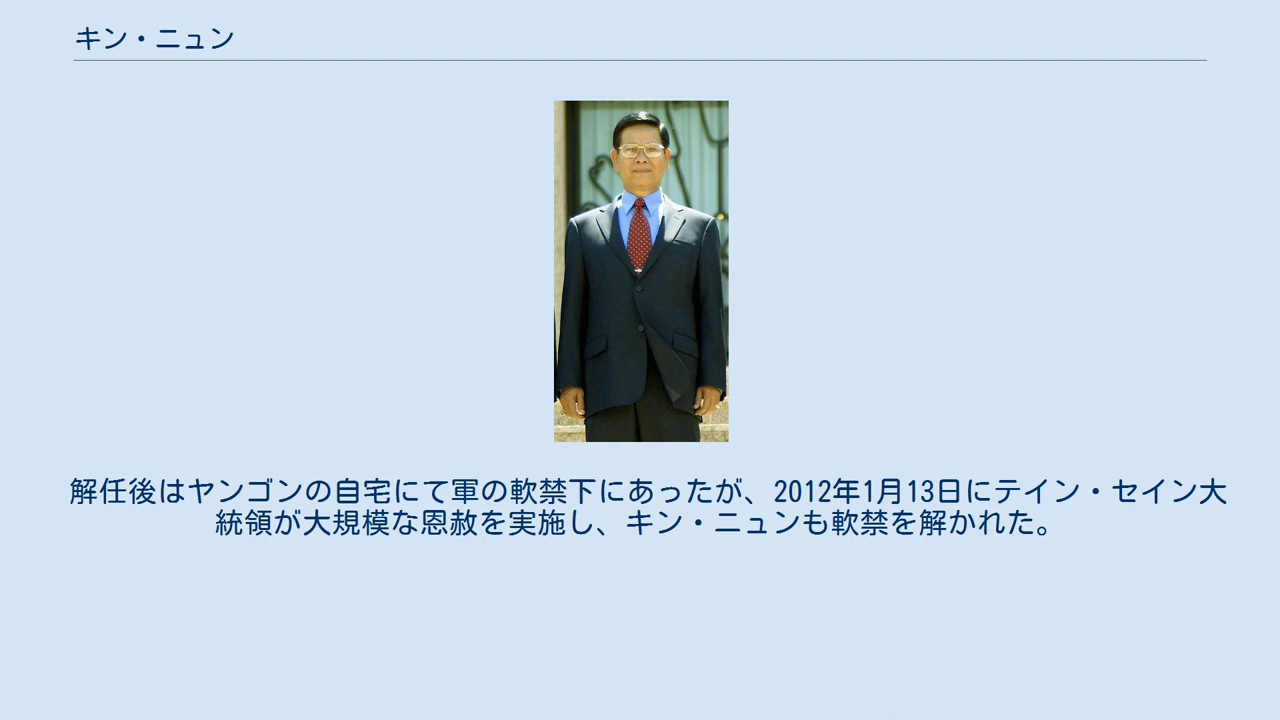 キン・ニュン
解任後はヤンゴンの自宅にて軍の軟禁下にあったが、2012年1月13日にテイン・セイン大
統領が大規模な恩赦を実施し、キン・ニュンも軟禁を解かれた。